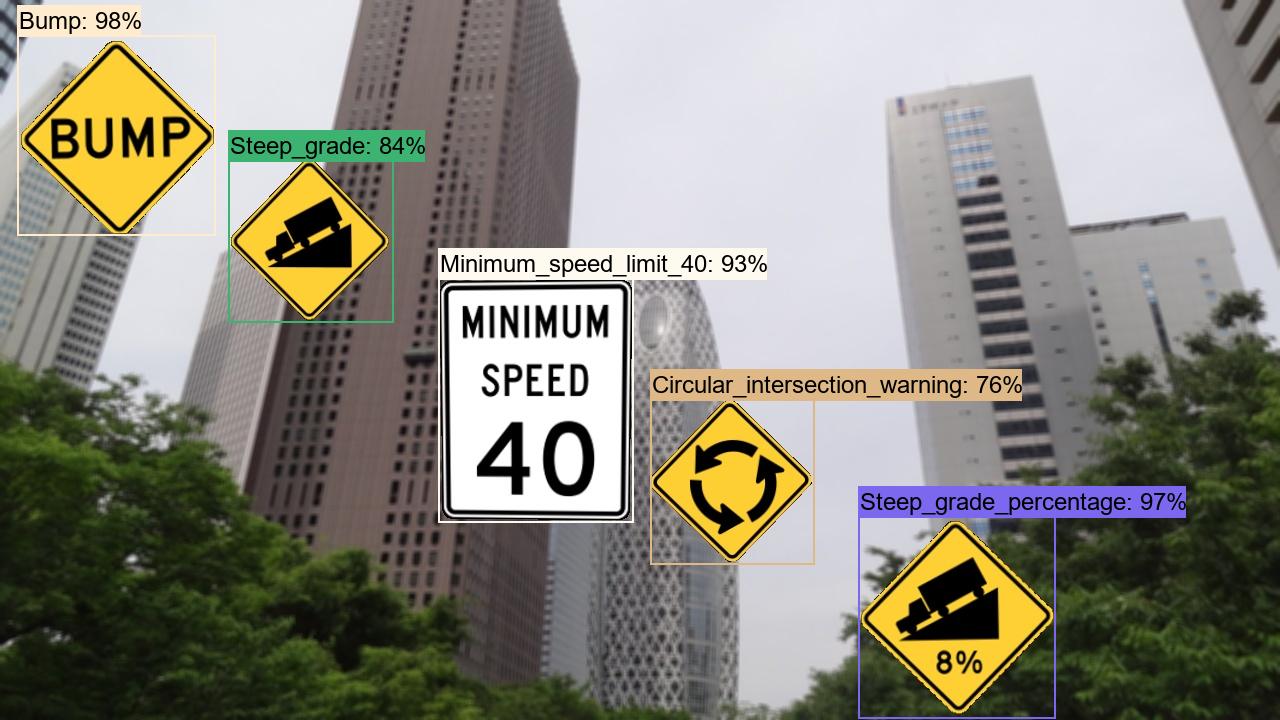 Bump: 98%
BUMP
Steep_grade: 84%
Minimum_speed_limit_40: 93%
MINIMUM
SPEED
40
Circular_intersection_warning: 76%
Steep_grade_percentage: 97%
8%